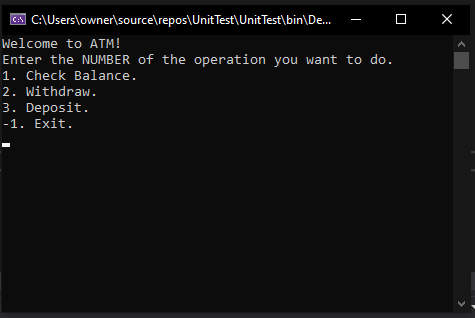 C:\Users\owner\source\repos\UnitTest\UnitTest\bin\De...
Welcome to ATM!
Enter the NUMBER of the operation you want to do.
1. Check Balance.
2. Withdraw.
3. Deposit.
-1. Exit.